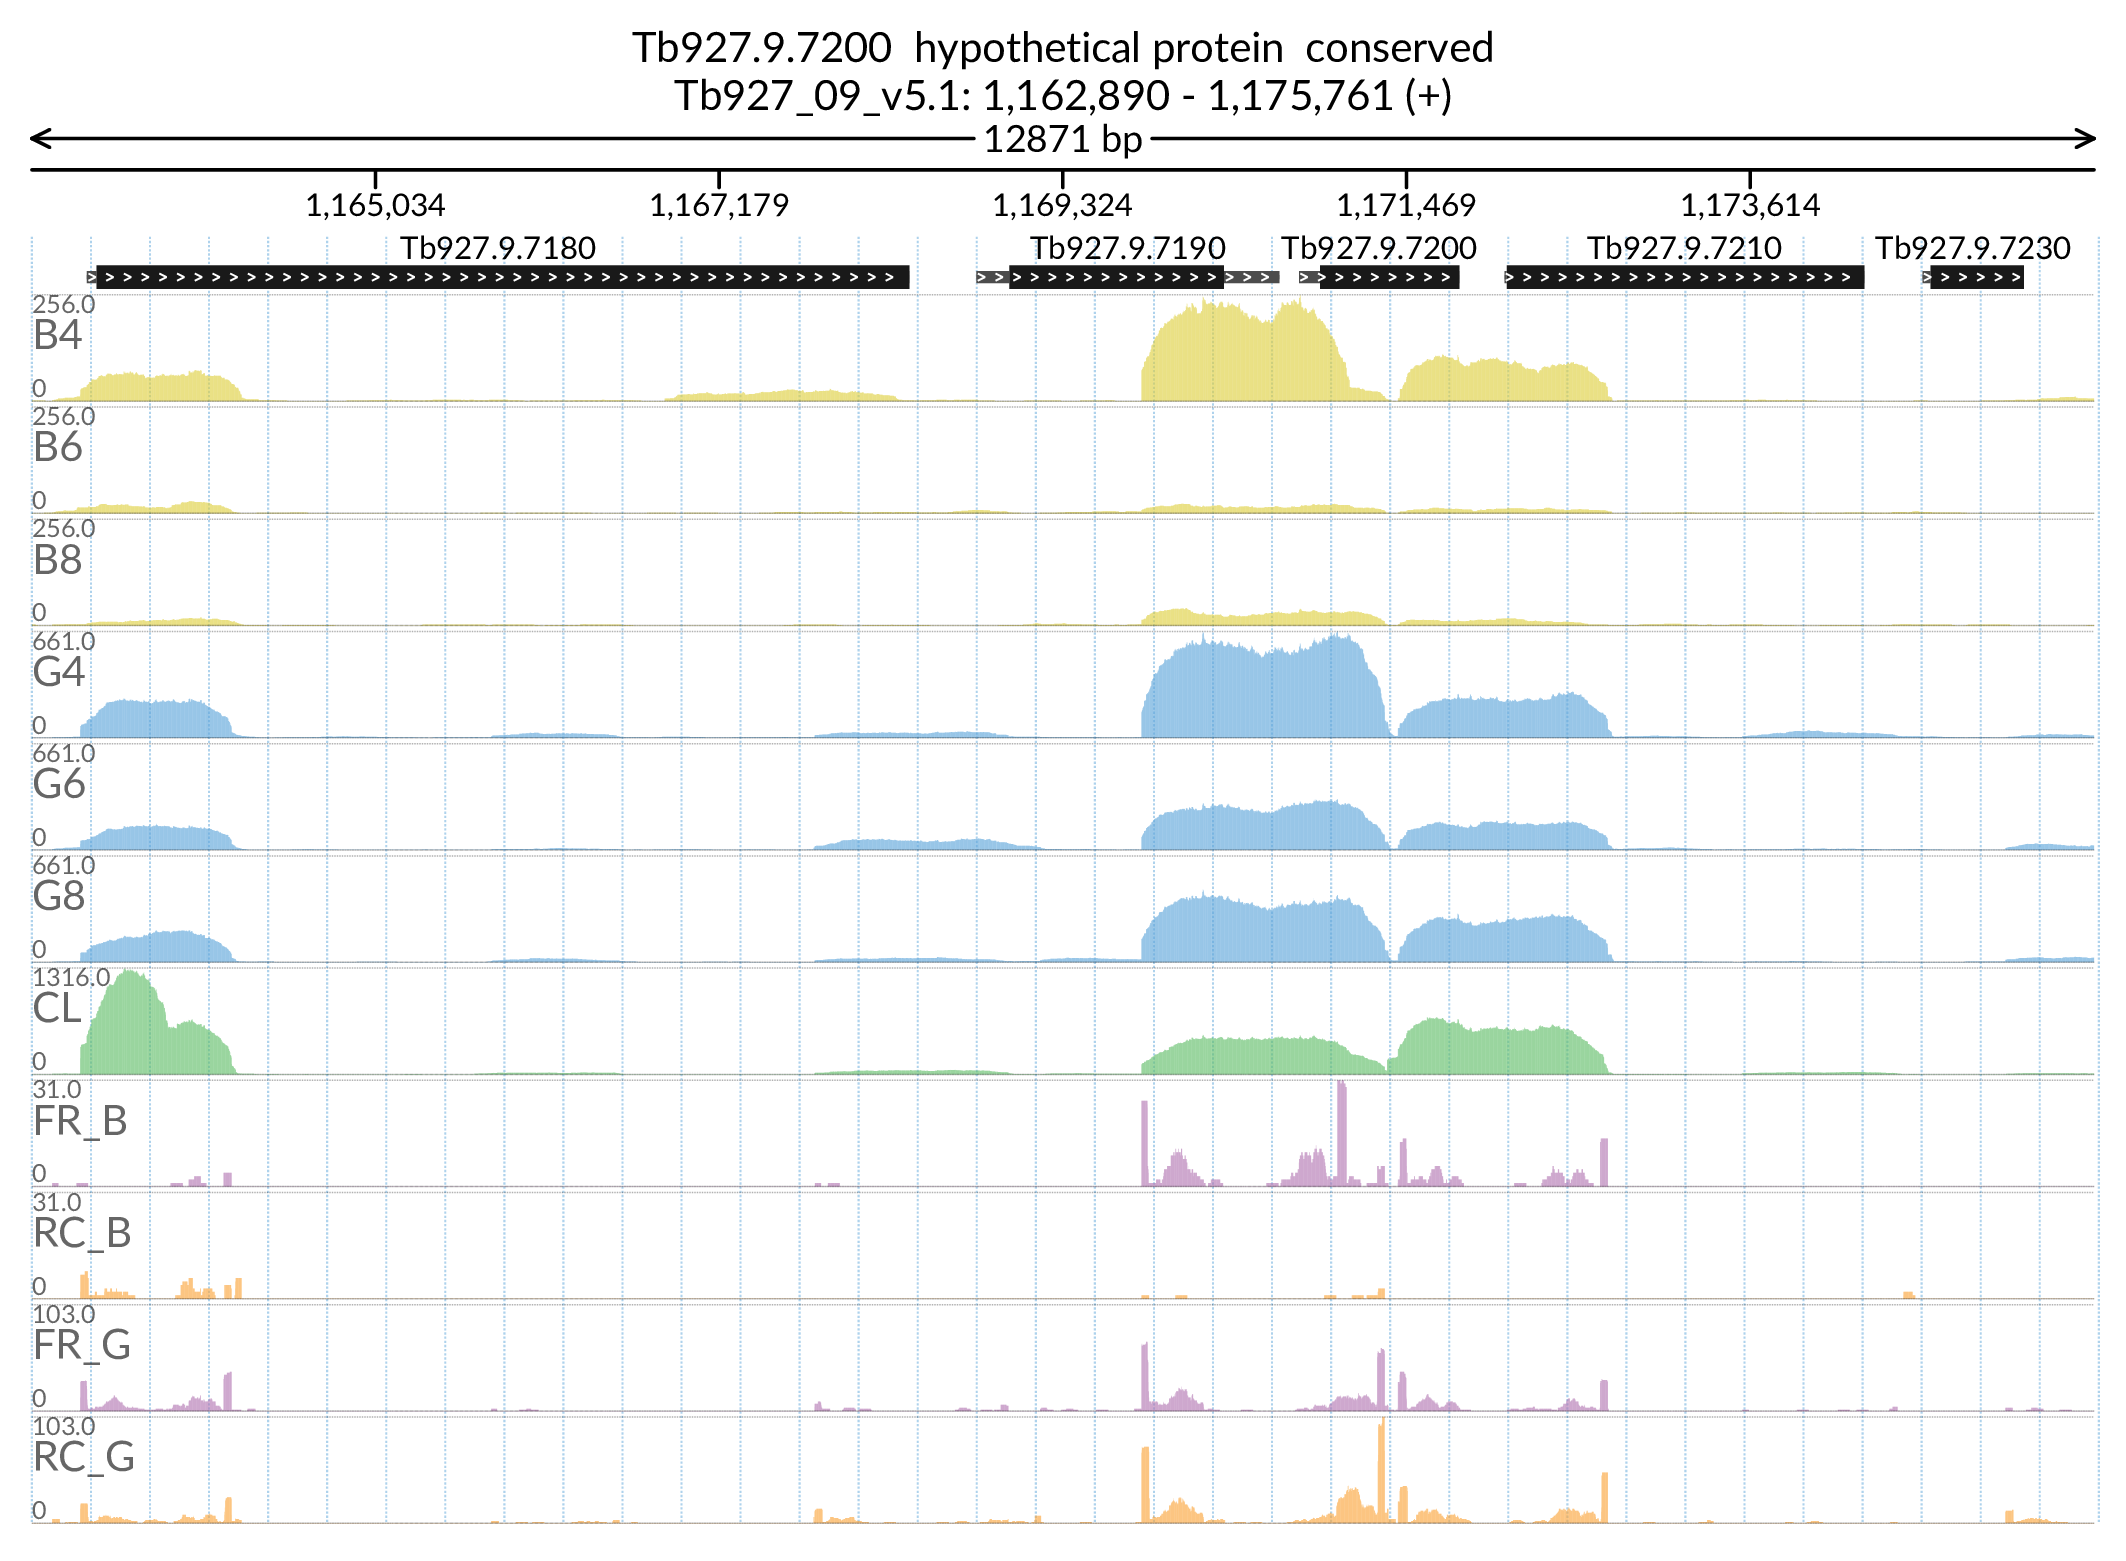 Tb927.9.7200  hypothetical protein  conserved
Tb927_09_v5.1: 1,162,890 - 1,175,761 (+)
12871 bp
1,165,034 1,167,179 1,169,324 1,171,469 1,173,614
Tb927.9.7180 Tb927.9.7190 Tb927.9.7200 Tb927.9.7210 Tb927.9.7230
256.0
B4
0
256.0
B6
0
256.0
B8
0
661.0
G4
0
661.0
G6
0
661.0
G8
0
1316.0
CL
0
31.0
FR_B
0
31.0
RC_B
0
103.0
FR_G
0
103.0
RC_G
0